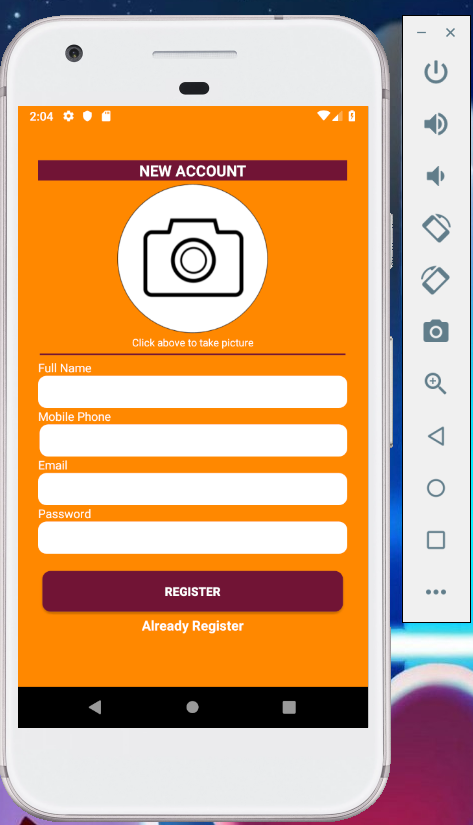 2:04
NEW ACCOUNT
Click above to take picture
Full Name
Mobile Phone
Email
Password
REGISTER
Already Register